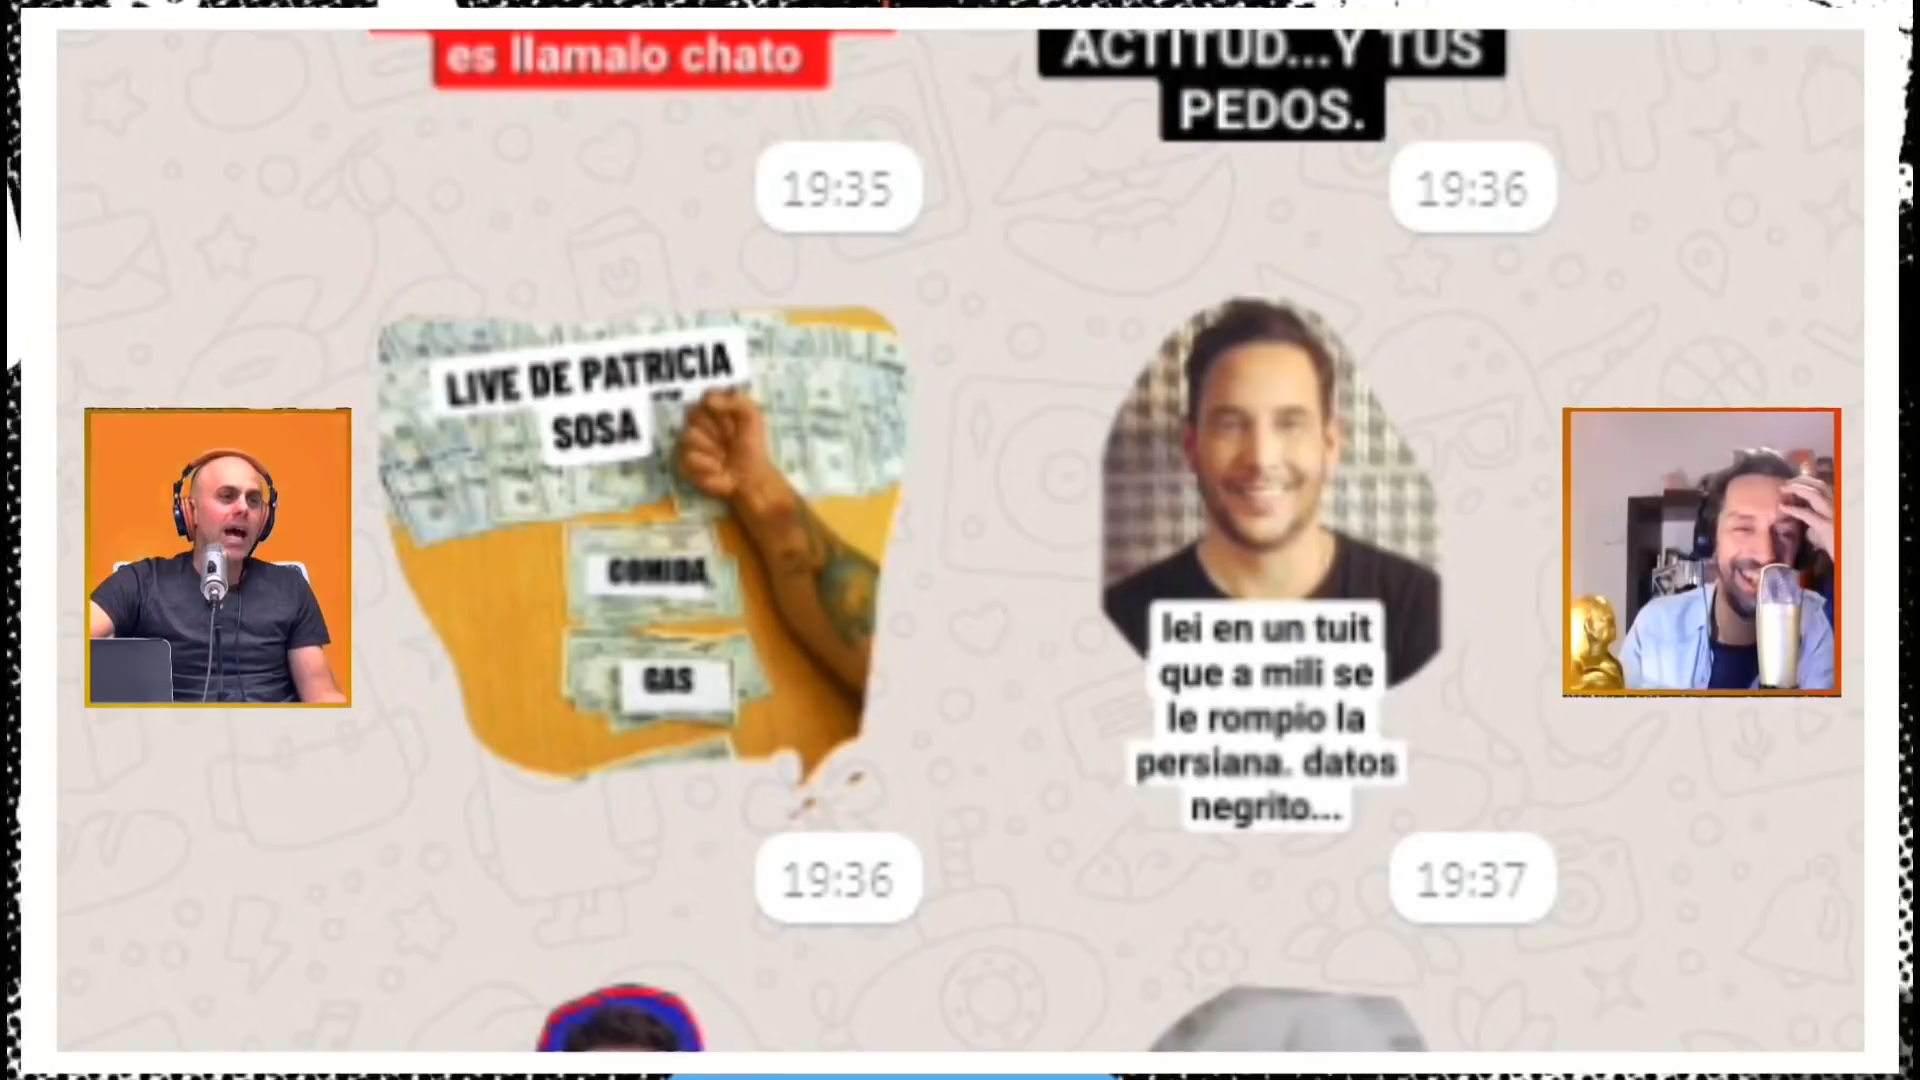 es llamalo chato
ACTITUD...Y TUS
PEDOS.
19:35
19:36
LIVE DE PATRICIA
SOSA
COMIDA
GAS
lei en un tuit
que a mili se
le rompio la
persiana. datos
negrito...
19:36
19:37